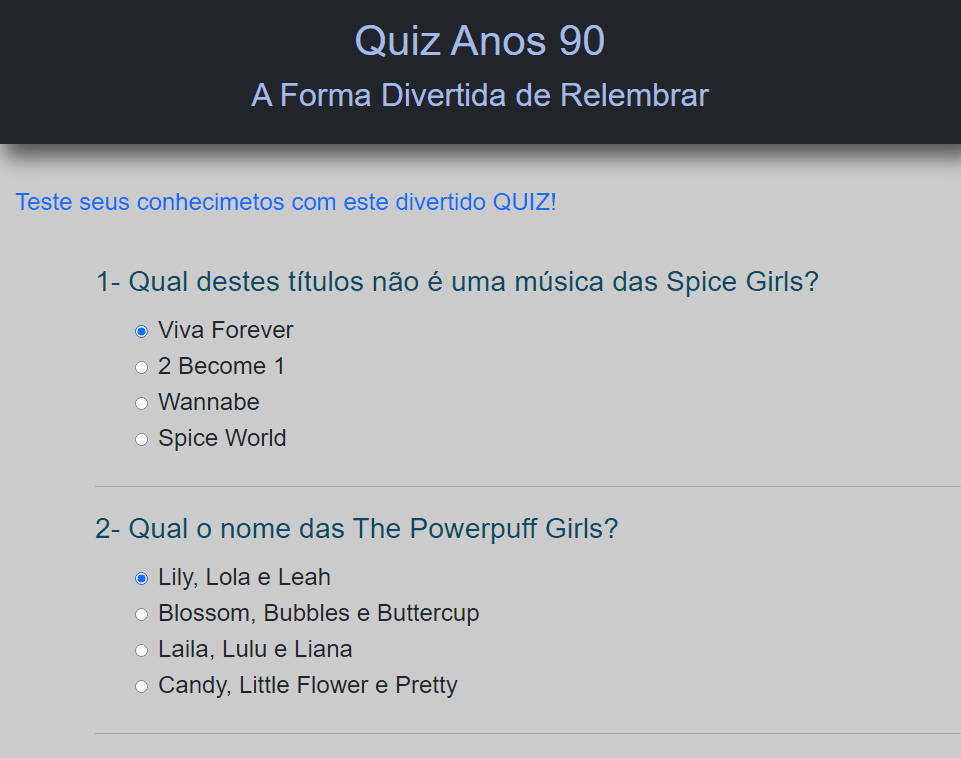 Quiz Anos 90
A Forma Divertida de Relembrar
Teste seus conhecimetos com este divertido QUIZ!
1- Qual destes títulos não é uma música das Spice Girls?
Viva Forever
2 Become 1
Wannabe
Spice World
2- Qual o nome das The Powerpuff Girls?
Lily, Lola e Leah
Blossom, Bubbles e Buttercup
Laila, Lulu e Liana
Candy, Little Flower e Pretty